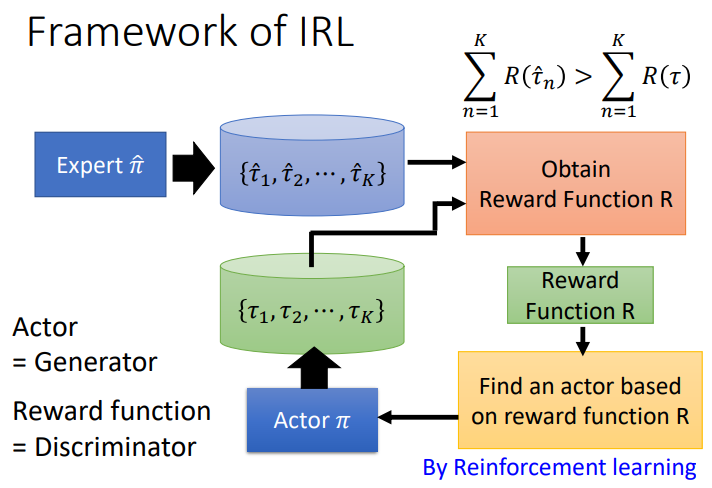 Framework of IRL
$\sum_{n=1}^{K} R(\hat{\tau}_n) > \sum_{n=1}^{K} R(\tau)$
Expert $\hat{\pi}$
$\{\hat{\tau}_1, \hat{\tau}_2, \cdots, \hat{\tau}_K\}$
Obtain
Reward Function R
$\{\tau_1, \tau_2, \cdots, \tau_K\}$
Reward
Function R
Actor
= Generator
Reward function
= Discriminator
Actor $\pi$
Find an actor based
on reward function R
By Reinforcement learning